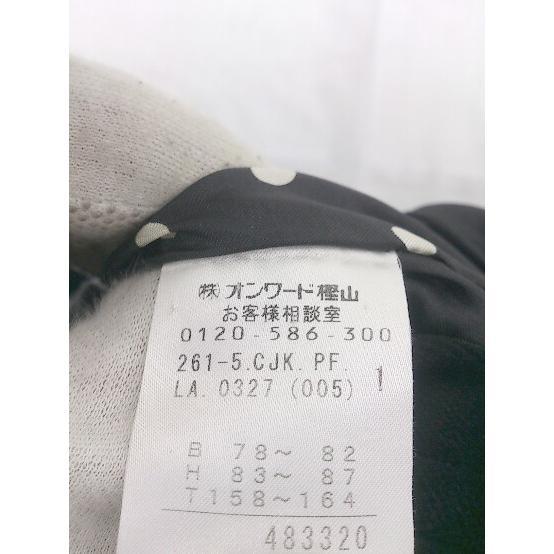 ㈱オンワード樫山
お客様相談室
0120-586-300
261-5.CJK.PF.
LA.0327(005) 1
B 78～ 82
H 83～ 87
T158～164
483320